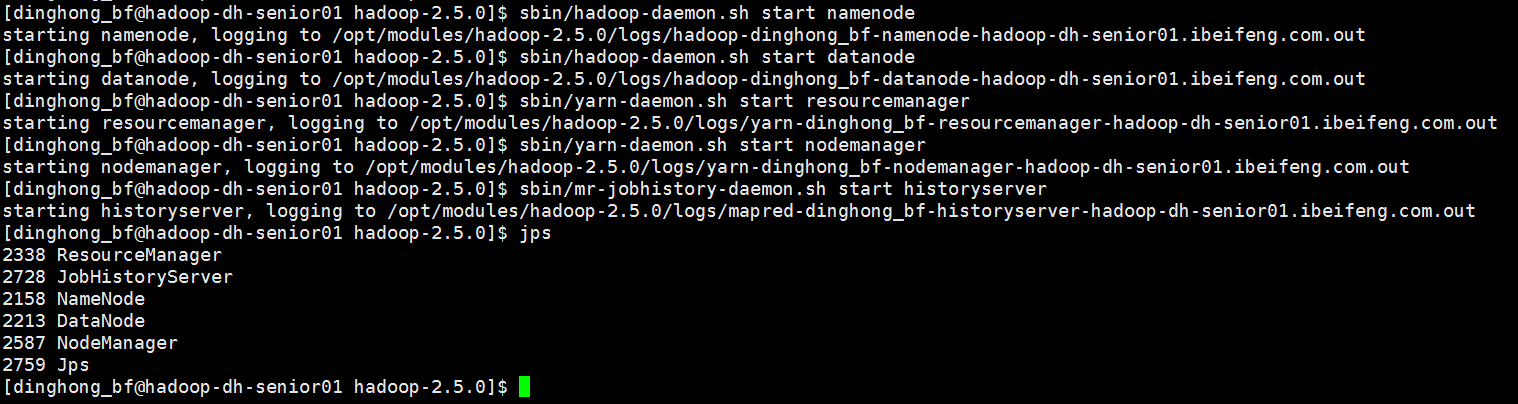 [dinghong_bf@hadoop-dh-senior01 hadoop-2.5.0]$ sbin/hadoop-daemon.sh start namenode
starting namenode, logging to /opt/modules/hadoop-2.5.0/logs/hadoop-dinghong_bf-namenode-hadoop-dh-senior01.ibeifeng.com.out
[dinghong_bf@hadoop-dh-senior01 hadoop-2.5.0]$ sbin/hadoop-daemon.sh start datanode
starting datanode, logging to /opt/modules/hadoop-2.5.0/logs/hadoop-dinghong_bf-datanode-hadoop-dh-senior01.ibeifeng.com.out
[dinghong_bf@hadoop-dh-senior01 hadoop-2.5.0]$ sbin/yarn-daemon.sh start resourcemanager
starting resourcemanager, logging to /opt/modules/hadoop-2.5.0/logs/yarn-dinghong_bf-resourcemanager-hadoop-dh-senior01.ibeifeng.com.out
[dinghong_bf@hadoop-dh-senior01 hadoop-2.5.0]$ sbin/yarn-daemon.sh start nodemanager
starting nodemanager, logging to /opt/modules/hadoop-2.5.0/logs/yarn-dinghong_bf-nodemanager-hadoop-dh-senior01.ibeifeng.com.out
[dinghong_bf@hadoop-dh-senior01 hadoop-2.5.0]$ sbin/mr-jobhistory-daemon.sh start historyserver
starting historyserver, logging to /opt/modules/hadoop-2.5.0/logs/mapred-dinghong_bf-historyserver-hadoop-dh-senior01.ibeifeng.com.out
[dinghong_bf@hadoop-dh-senior01 hadoop-2.5.0]$ jps
2338 ResourceManager
2728 JobHistoryServer
2158 NameNode
2213 DataNode
2587 NodeManager
2759 Jps
[dinghong_bf@hadoop-dh-senior01 hadoop-2.5.0]$